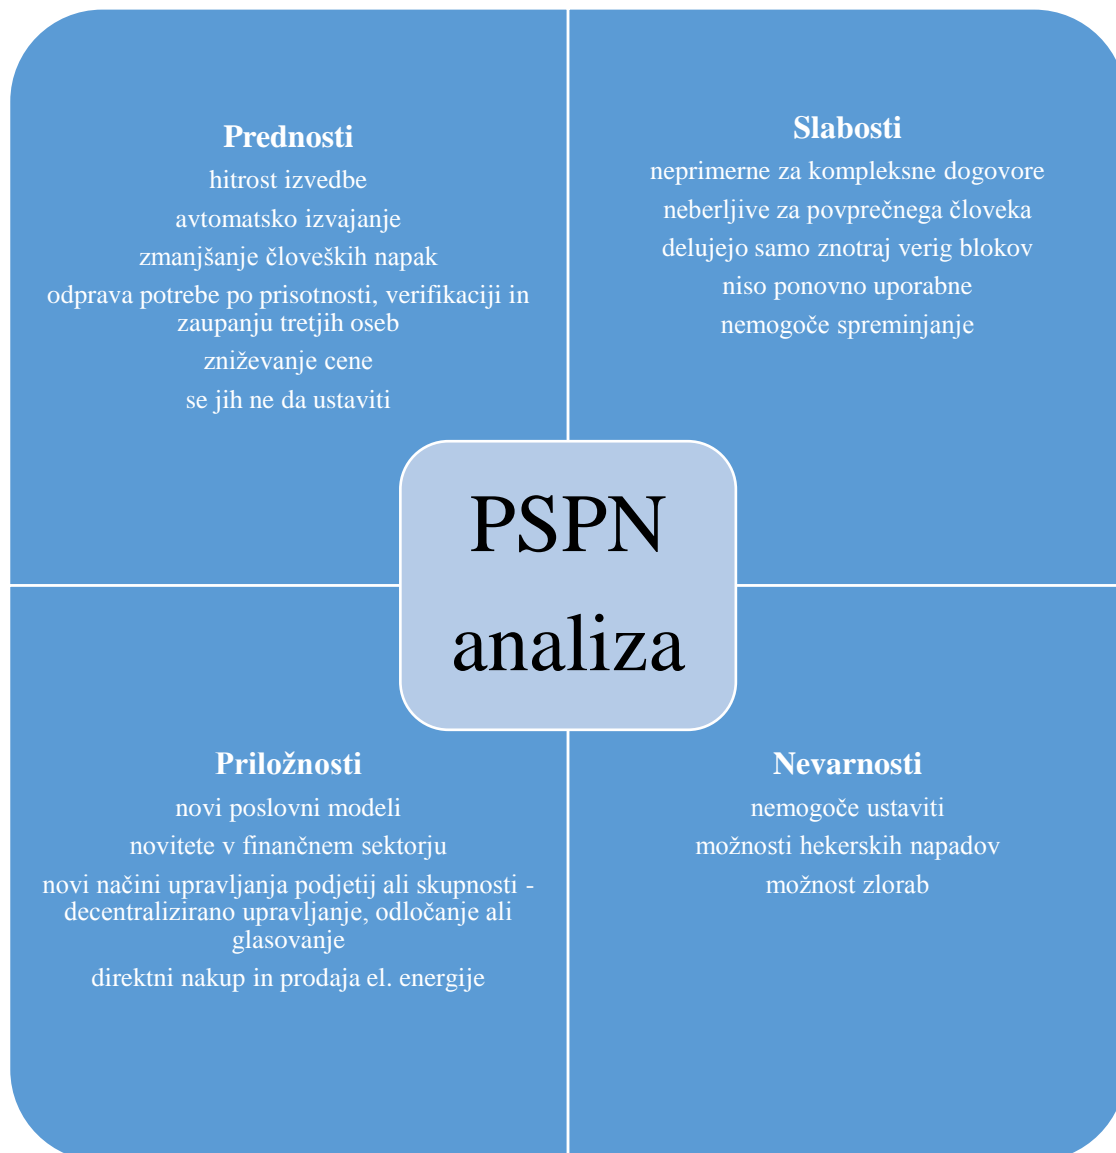 Prednosti
hitrost izvedbe
avtomatsko izvajanje
zmanjšanje človeških napak
odprava potrebe po prisotnosti, verifikaciji in
zaupanju tretjih oseb
zniževanje cene
se jih ne da ustaviti
Slabosti
neprimerne za kompleksne dogovore
neberljive za povprečnega človeka
delujejo samo znotraj verig blokov
niso ponovno uporabne
nemogoče spreminjanje
PSPN
analiza
Priložnosti
novi poslovni modeli
novitete v finančnem sektorju
novi načini upravljanja podjetij ali skupnosti -
decentralizirano upravljanje, odločanje ali
glasovanje
direktni nakup in prodaja el. energije
Nevarnosti
nemogoče ustaviti
možnosti hekerskih napadov
možnost zlorab